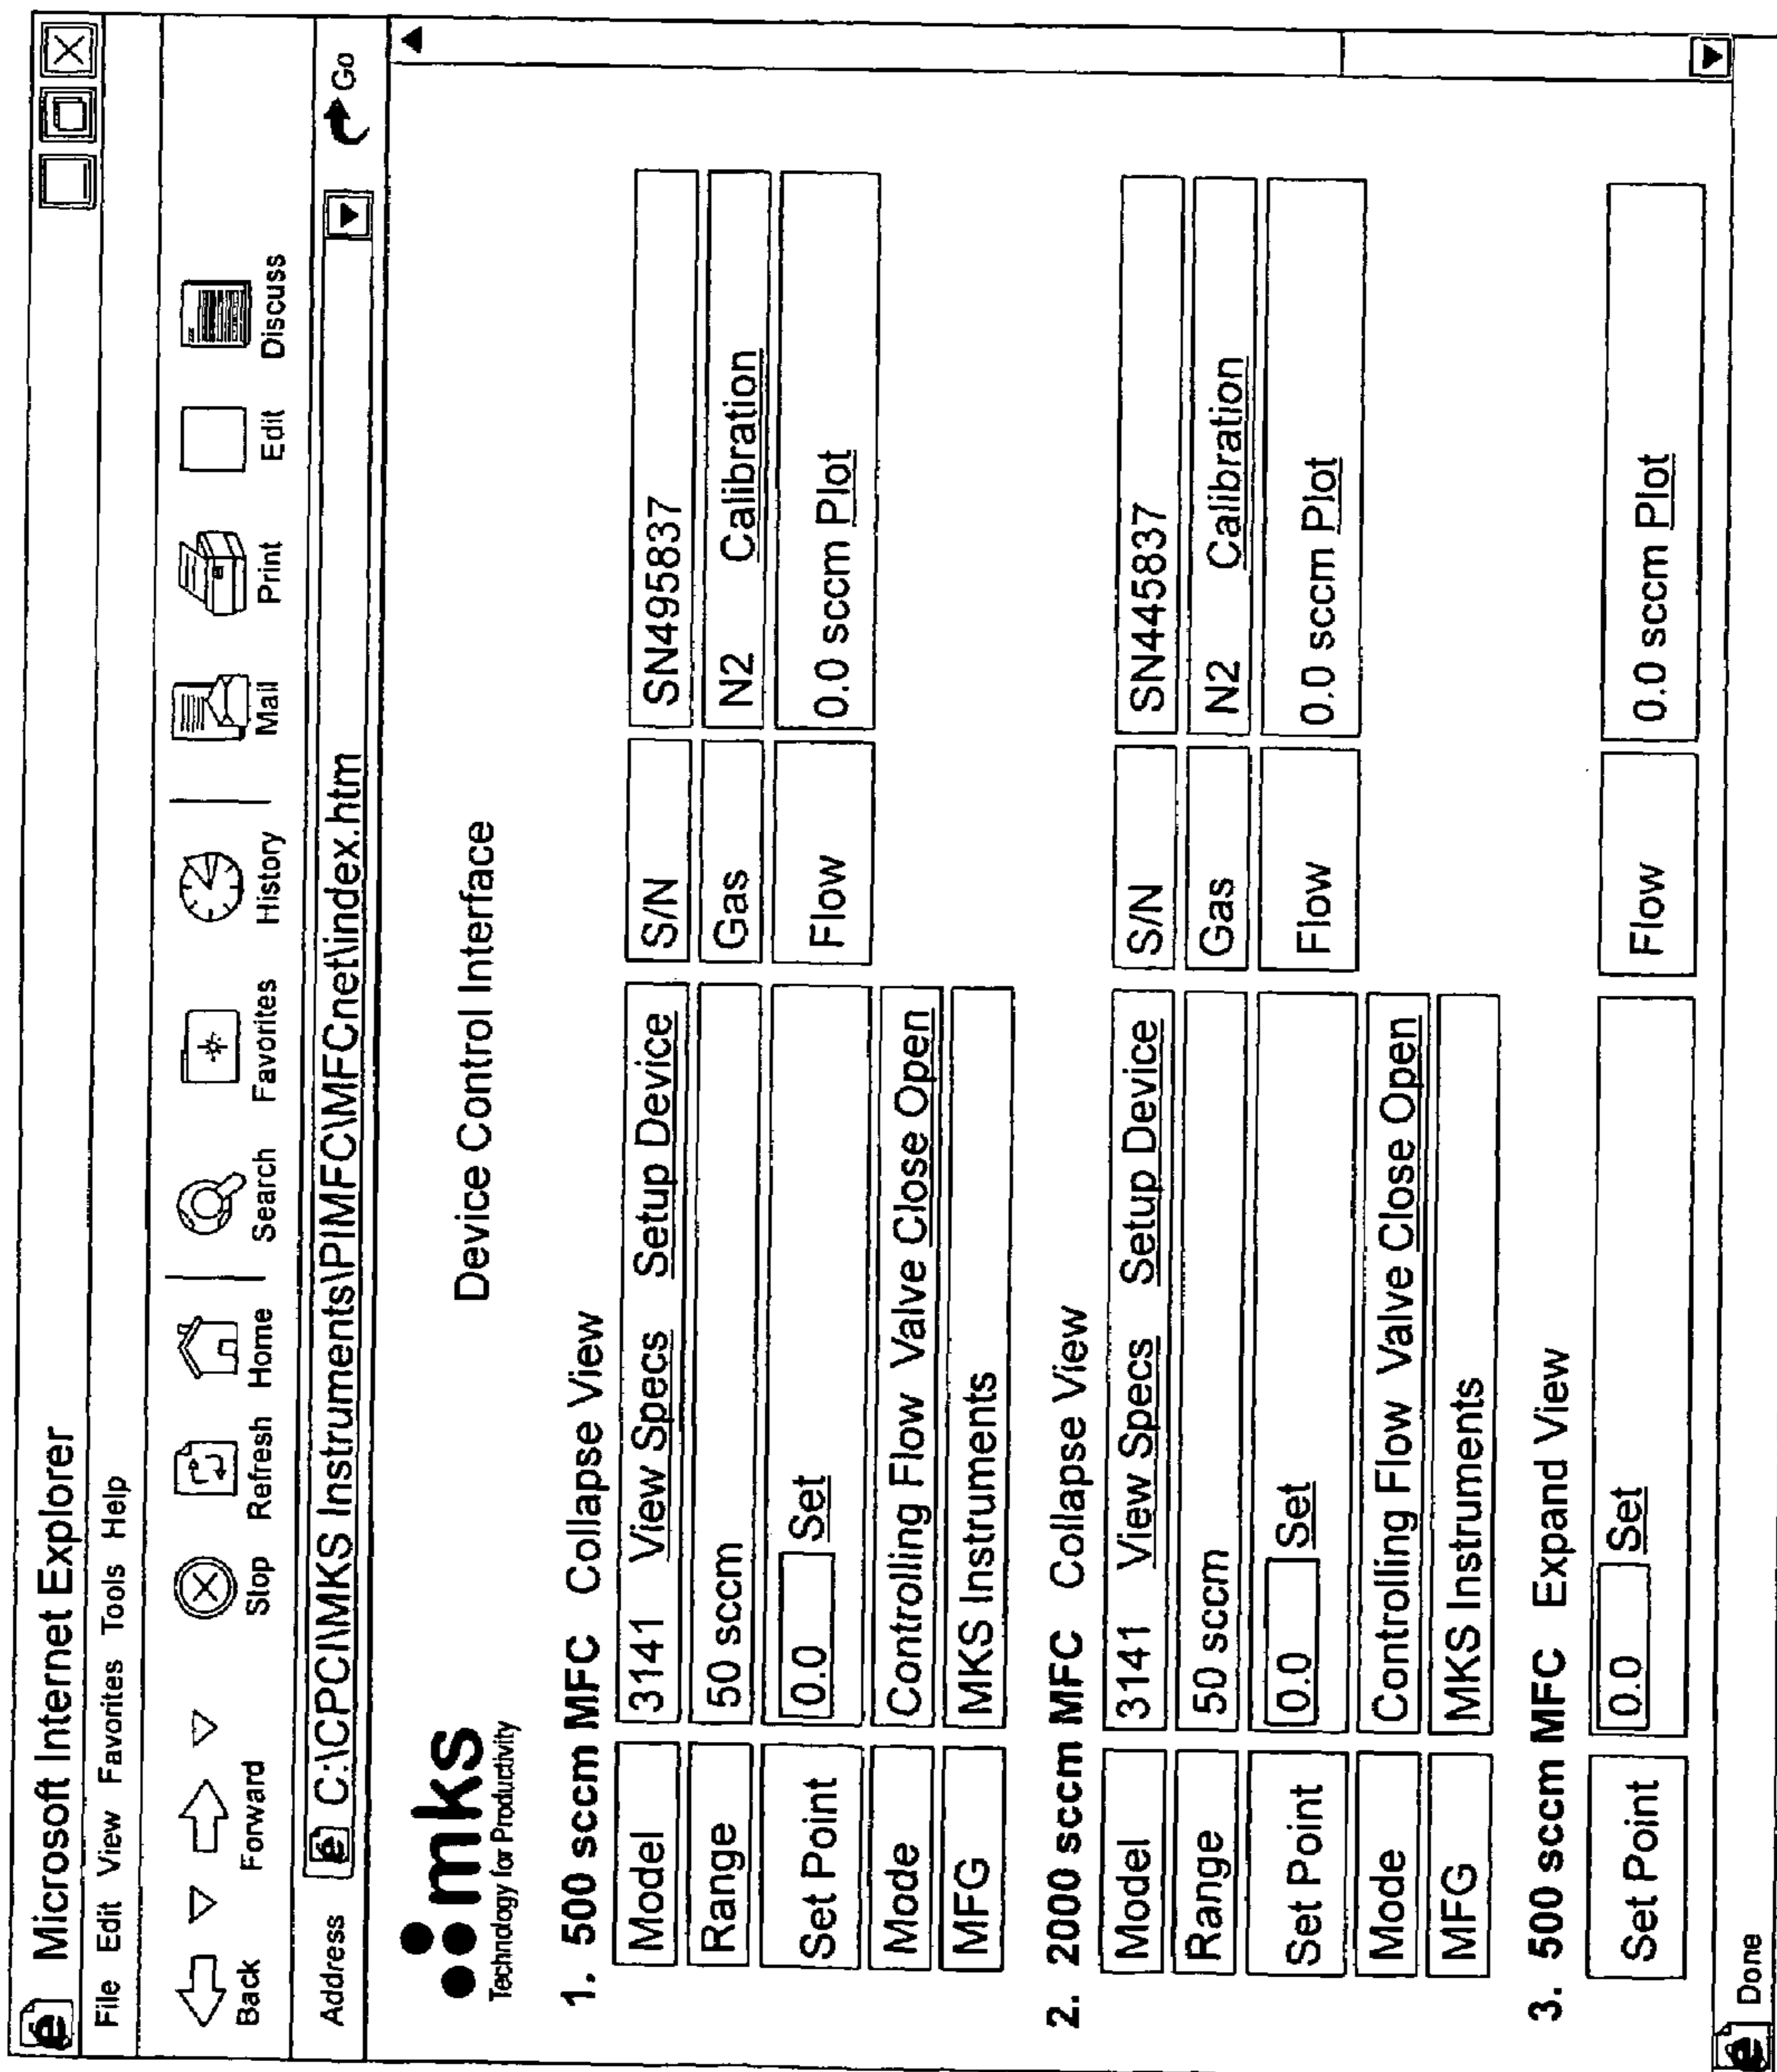 Microsoft Internet Explorer
File Edit View Favorites Tools Help
Back Forward Stop Refresh Home Search Favorites History Mail Print Edit Discuss
Address C:\CPCI\MKS Instruments\PIMFC\MFCnet\index.htm Go
mks
Technology for Productivity
Device Control Interface
1. 500 sccm MFC Collapse View
Model 3141 View Specs Setup Device S/N SN495837
Range 50 sccm Gas N2 Calibration
Set Point 0.0 Set Flow 0.0 sccm Plot
Mode Controlling Flow Valve Close Open
MFG MKS Instruments
2. 2000 sccm MFC Collapse View
Model 3141 View Specs Setup Device S/N SN445837
Range 50 sccm Gas N2 Calibration
Set Point 0.0 Set Flow 0.0 sccm Plot
Mode Controlling Flow Valve Close Open
MFG MKS Instruments
3. 500 sccm MFC Expand View
Set Point 0.0 Set Flow 0.0 sccm Plot
Done